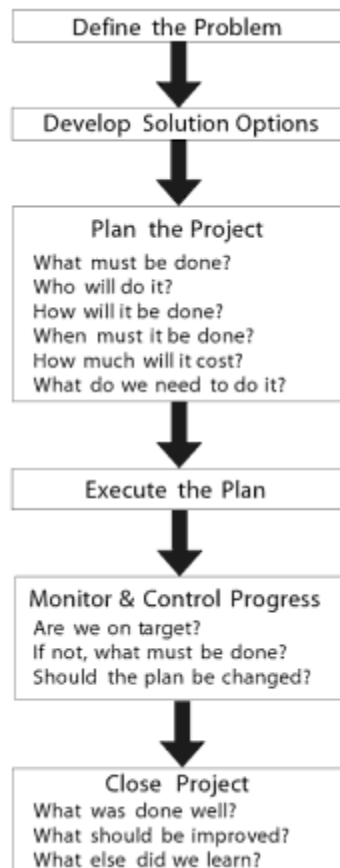 Define the Problem
Develop Solution Options
Plan the Project
What must be done?
Who will do it?
How will it be done?
When must it be done?
How much will it cost?
What do we need to do it?
Execute the Plan
Monitor & Control Progress
Are we on target?
If not, what must be done?
Should the plan be changed?
Close Project
What was done well?
What should be improved?
What else did we learn?